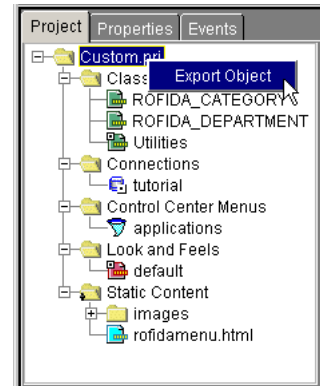 Project Properties Events
Custom.prj
Export Object
Class
ROFIDA_CATEGORY
ROFIDA_DEPARTMENT
Utilities
Connections
tutorial
Control Center Menus
applications
Look and Feels
default
Static Content
images
rofidamenu.html